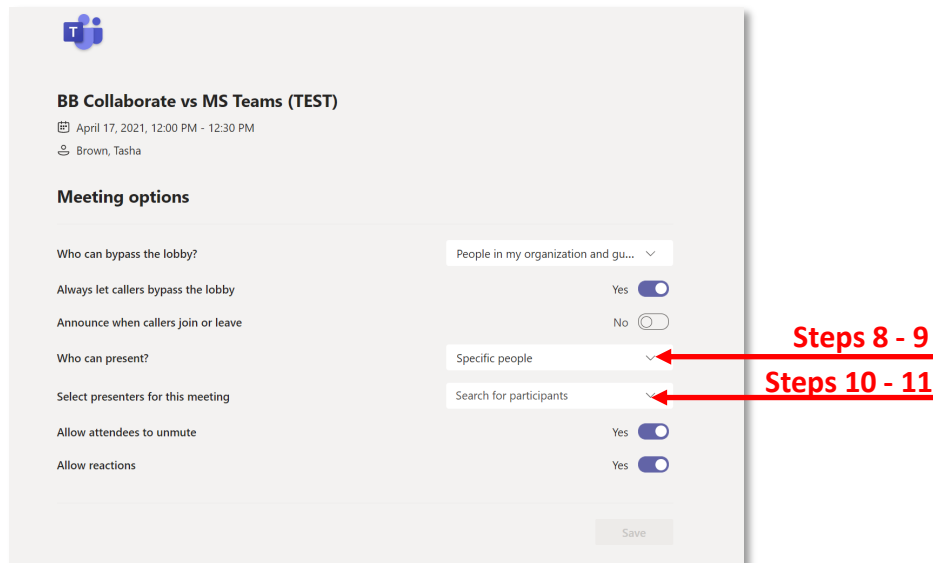 T
BB Collaborate vs MS Teams (TEST)
April 17, 2021, 12:00 PM - 12:30 PM
Brown, Tasha
Meeting options
Who can bypass the lobby? People in my organization and gu...
Always let callers bypass the lobby Yes
Announce when callers join or leave No
Who can present? Specific people Steps 8 - 9
Select presenters for this meeting Search for participants Steps 10 - 11
Allow attendees to unmute Yes
Allow reactions Yes
Save